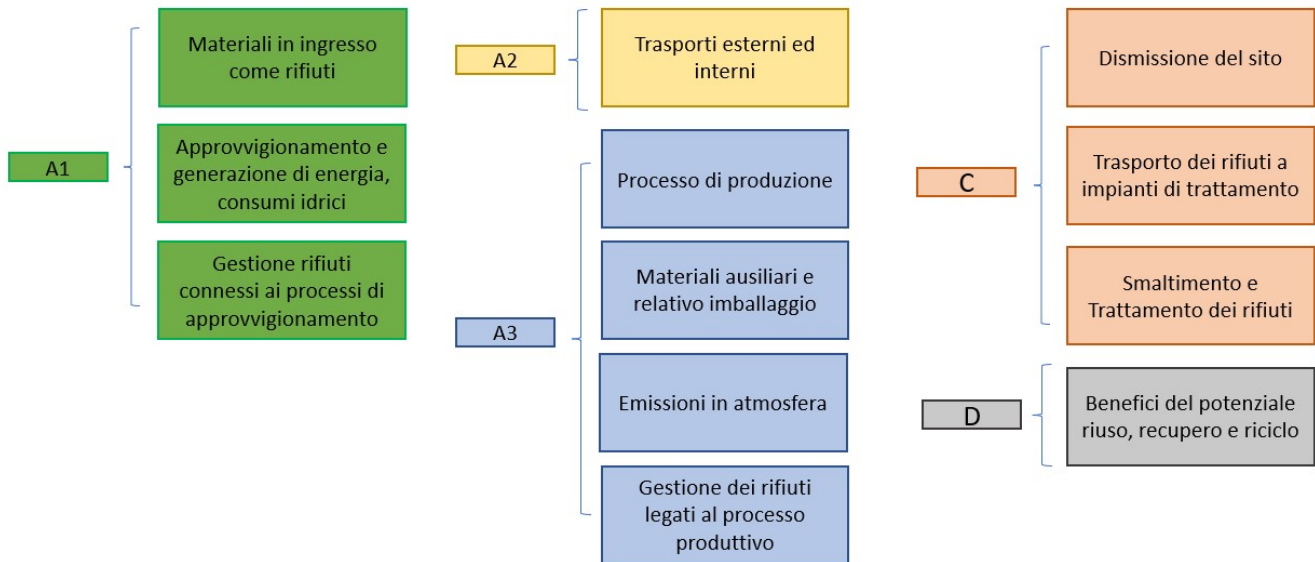 A1
Materiali in ingresso
come rifiuti
Approvvigionamento e
generazione di energia,
consumi idrici
Gestione rifiuti
connessi ai processi di
approvvigionamento
A2
Trasporti esterni ed
interni
A3
Processo di produzione
Materiali ausiliari e
relativo imballaggio
Emissioni in atmosfera
Gestione dei rifiuti
legati al processo
produttivo
C
Dismissione del sito
Trasporto dei rifiuti a
impianti di trattamento
Smaltimento e
Trattamento dei rifiuti
D
Benefici del potenziale
riuso, recupero e riciclo